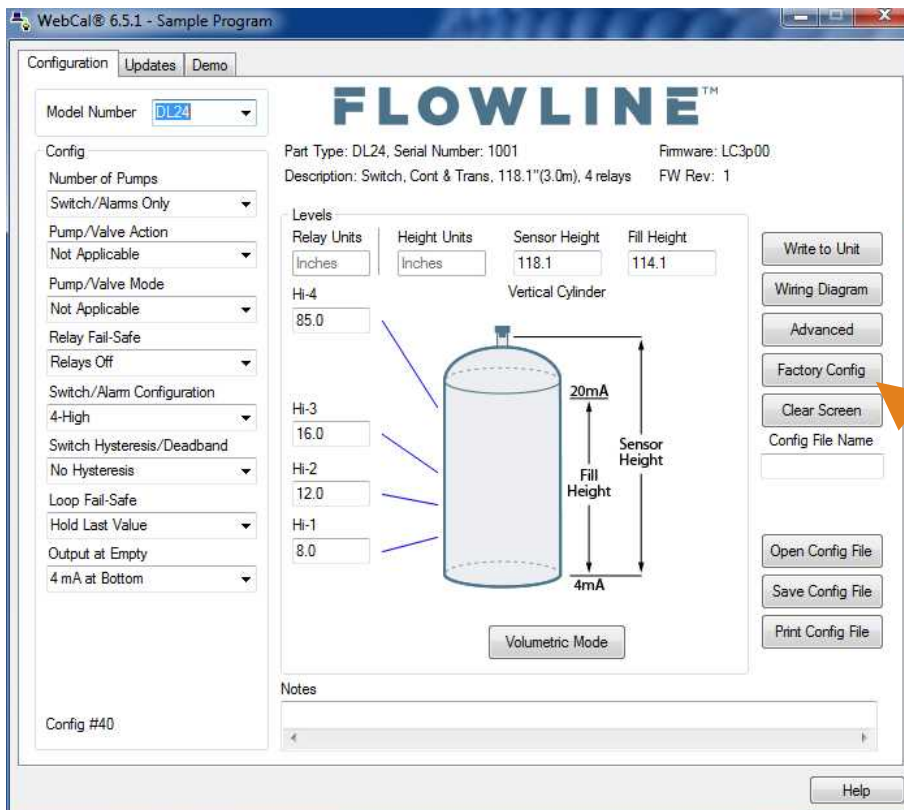 WebCal® 6.5.1 - Sample Program
Configuration
Updates
Demo
Model Number
DL24
Config
Number of Pumps
Switch/Alarms Only
Pump/Valve Action
Not Applicable
Pump/Valve Mode
Not Applicable
Relay Fail-Safe
Relays Off
Switch/Alarm Configuration
4-High
Switch Hysteresis/Deadband
No Hysteresis
Loop Fail-Safe
Hold Last Value
Output at Empty
4 mA at Bottom
Config #40
FLOWLINE™
Part Type: DL24, Serial Number: 1001
Firmware: LC3p00
Description: Switch, Cont & Trans, 118.1"(3.0m), 4 relays
FW Rev: 1
Levels
Relay Units
Height Units
Sensor Height
Fill Height
Inches
Inches
118.1
114.1
Hi-4
Vertical Cylinder
85.0
Hi-3
16.0
Hi-2
12.0
Hi-1
8.0
20mA
Sensor
Height
Fill
Height
4mA
Volumetric Mode
Write to Unit
Wiring Diagram
Advanced
Factory Config
Clear Screen
Config File Name
Open Config File
Save Config File
Print Config File
Notes
Help